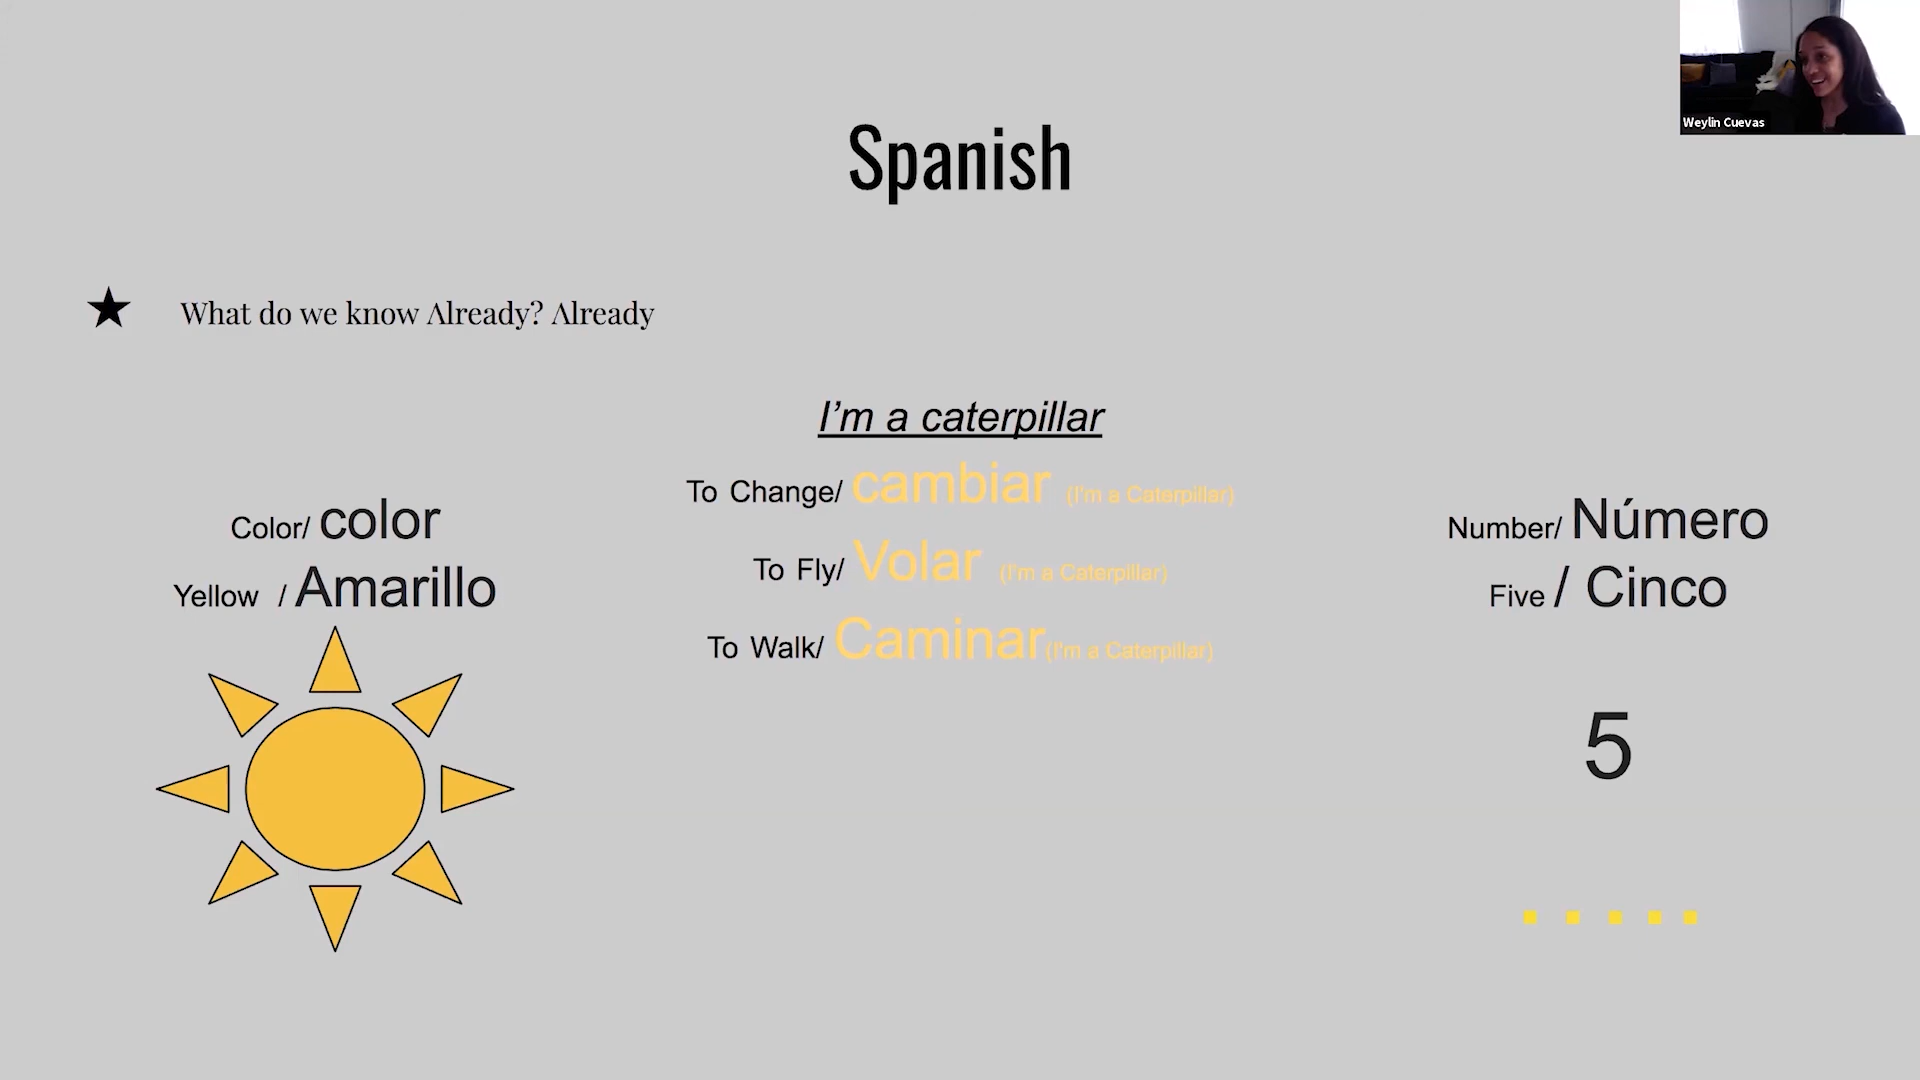 Weylin Cuevas
Spanish
★ What do we know Already? Already
I'm a caterpillar
To Change/ cambiar (I'm a Caterpillar)
To Fly/ Volar (I'm a Caterpillar)
To Walk/ Caminar(I'm a Caterpillar)
Color/ color
Yellow / Amarillo
Number/ Número
Five / Cinco
5